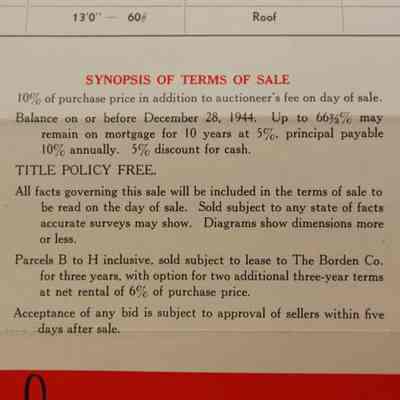 13'0" — 60#
Roof
SYNOPSIS OF TERMS OF SALE
10% of purchase price in addition to auctioneer's fee on day of sale.
Balance on or before December 28, 1944. Up to 66⅔% may
remain on mortgage for 10 years at 5%, principal payable
10% annually. 5% discount for cash.
TITLE POLICY FREE.
All facts governing this sale will be included in the terms of sale to
be read on the day of sale. Sold subject to any state of facts
accurate surveys may show. Diagrams show dimensions more
or less.
Parcels B to H inclusive, sold subject to lease to The Borden Co.
for three years, with option for two additional three-year terms
at net rental of 6% of purchase price.
Acceptance of any bid is subject to approval of sellers within five
days after sale.